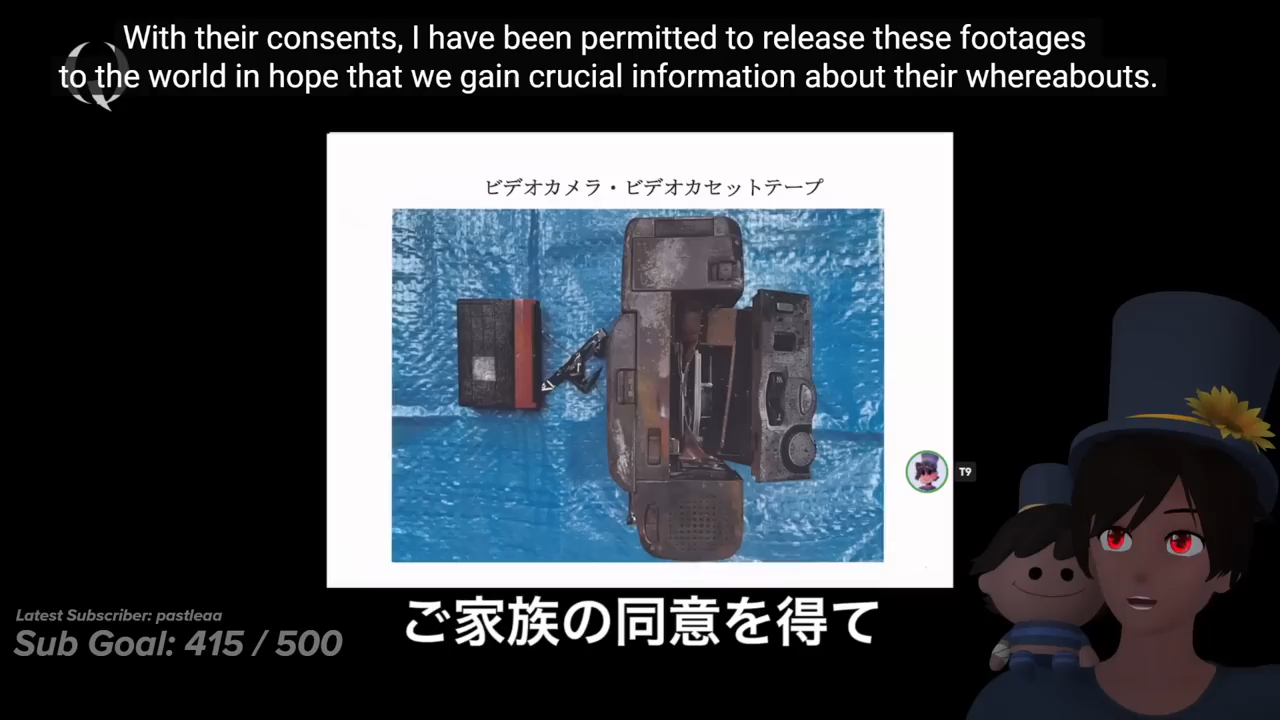 With their consents, I have been permitted to release these footages
to the world in hope that we gain crucial information about their whereabouts.
ビデオカメラ・ビデオカセットテープ
T9
ご家族の同意を得て
Latest Subscriber: pastleaa
Sub Goal: 415 / 500